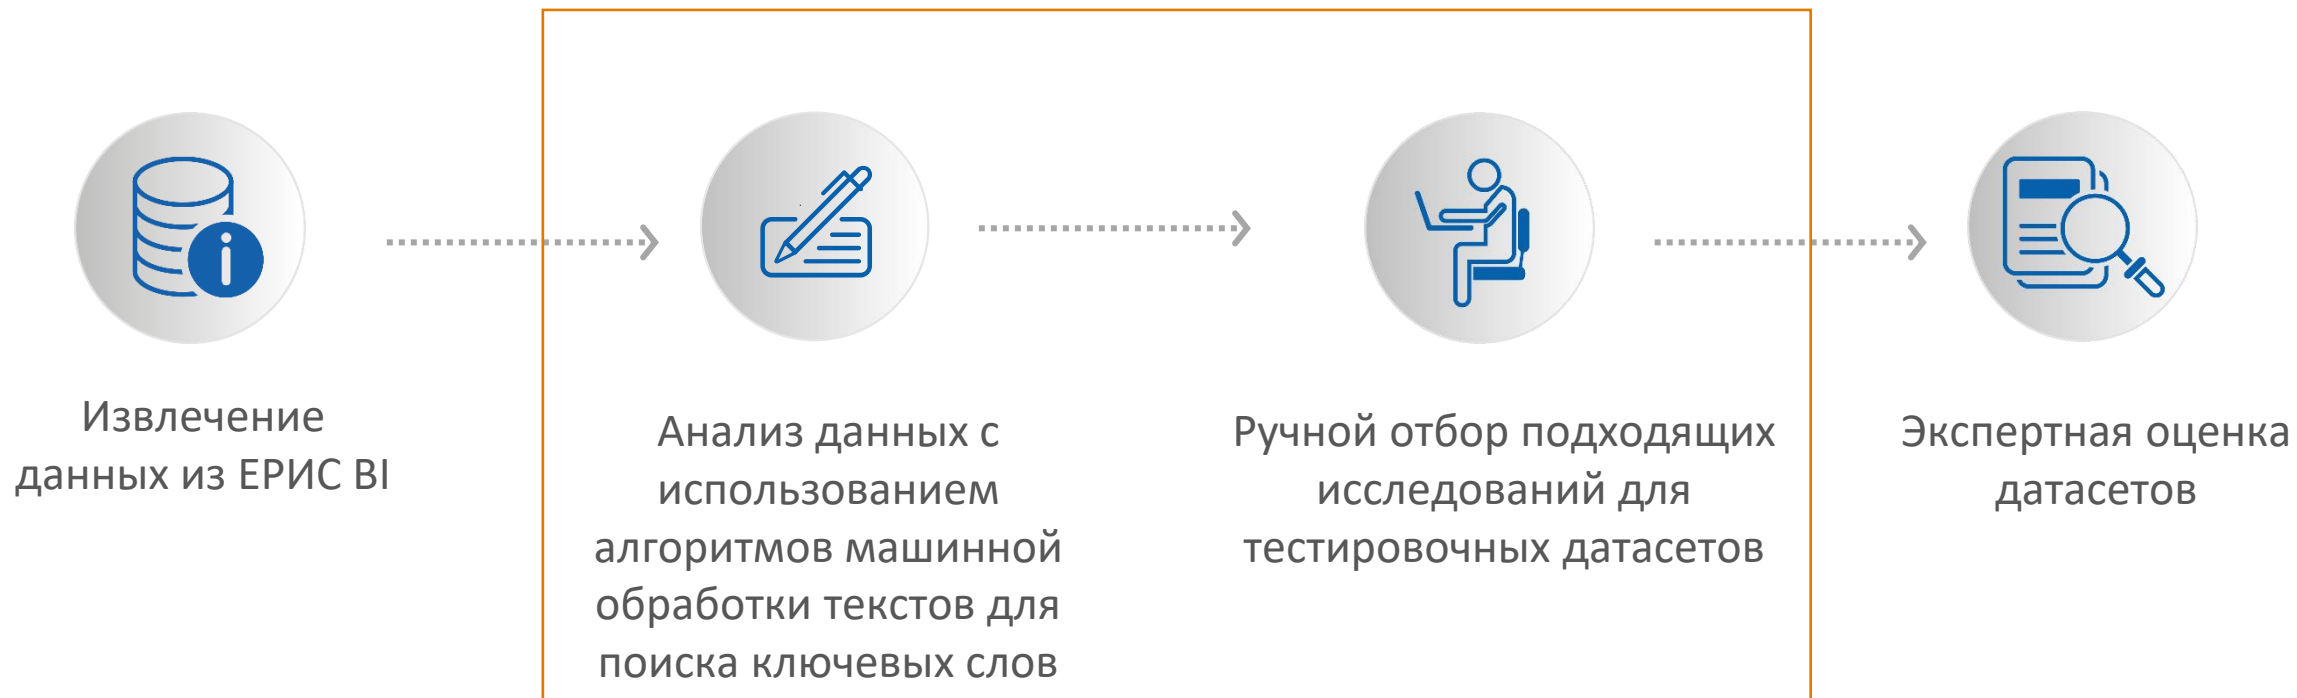 Извлечение
данных из ЕРИС BI
Анализ данных с
использованием
алгоритмов машинной
обработки текстов для
поиска ключевых слов
Ручной отбор подходящих
исследований для
тестировочных датасетов
Экспертная оценка
датасетов